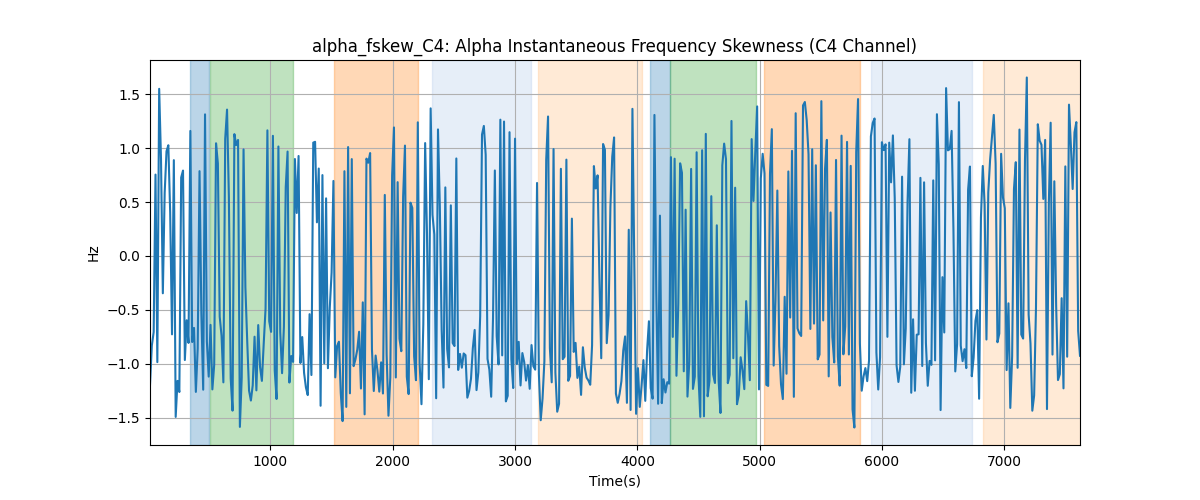 alpha_fskew_C4: Alpha Instantaneous Frequency Skewness (C4 Channel)
1.5
1.0
0.5
0.0
−0.5
−1.0
−1.5
Hz
1000 2000 3000 4000 5000 6000 7000
Time(s)